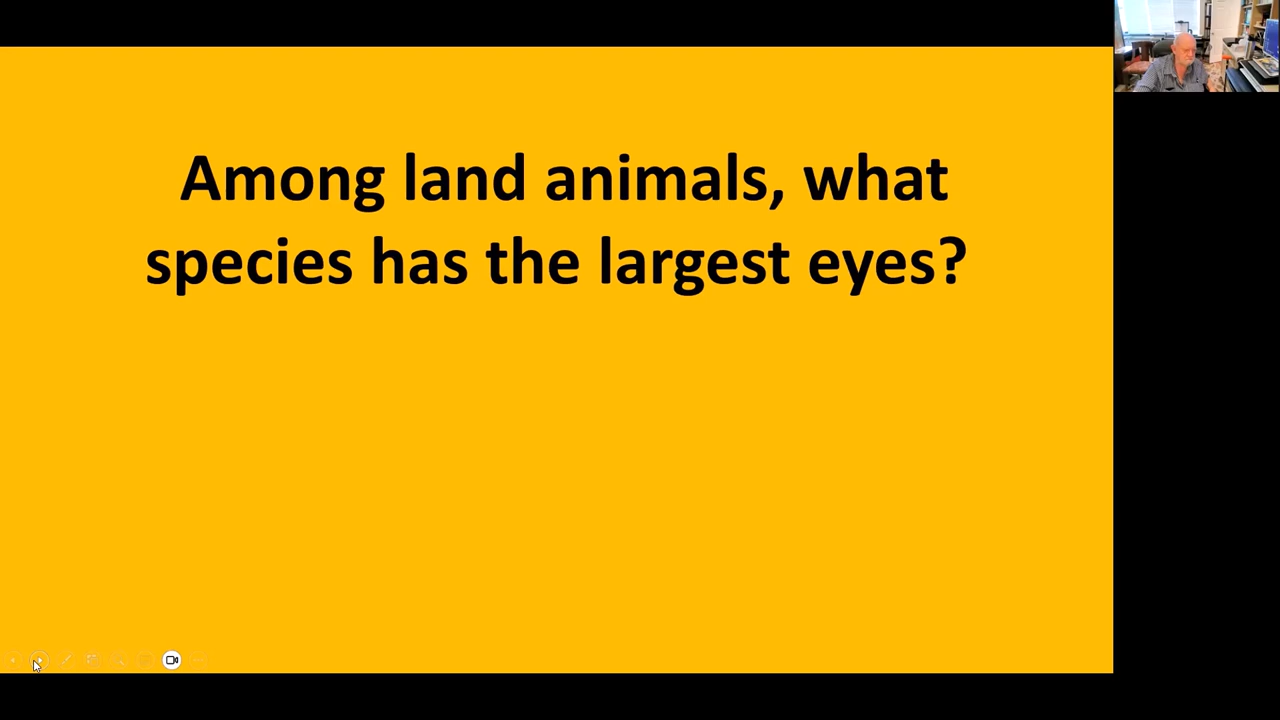 Among land animals, what
species has the largest eyes?